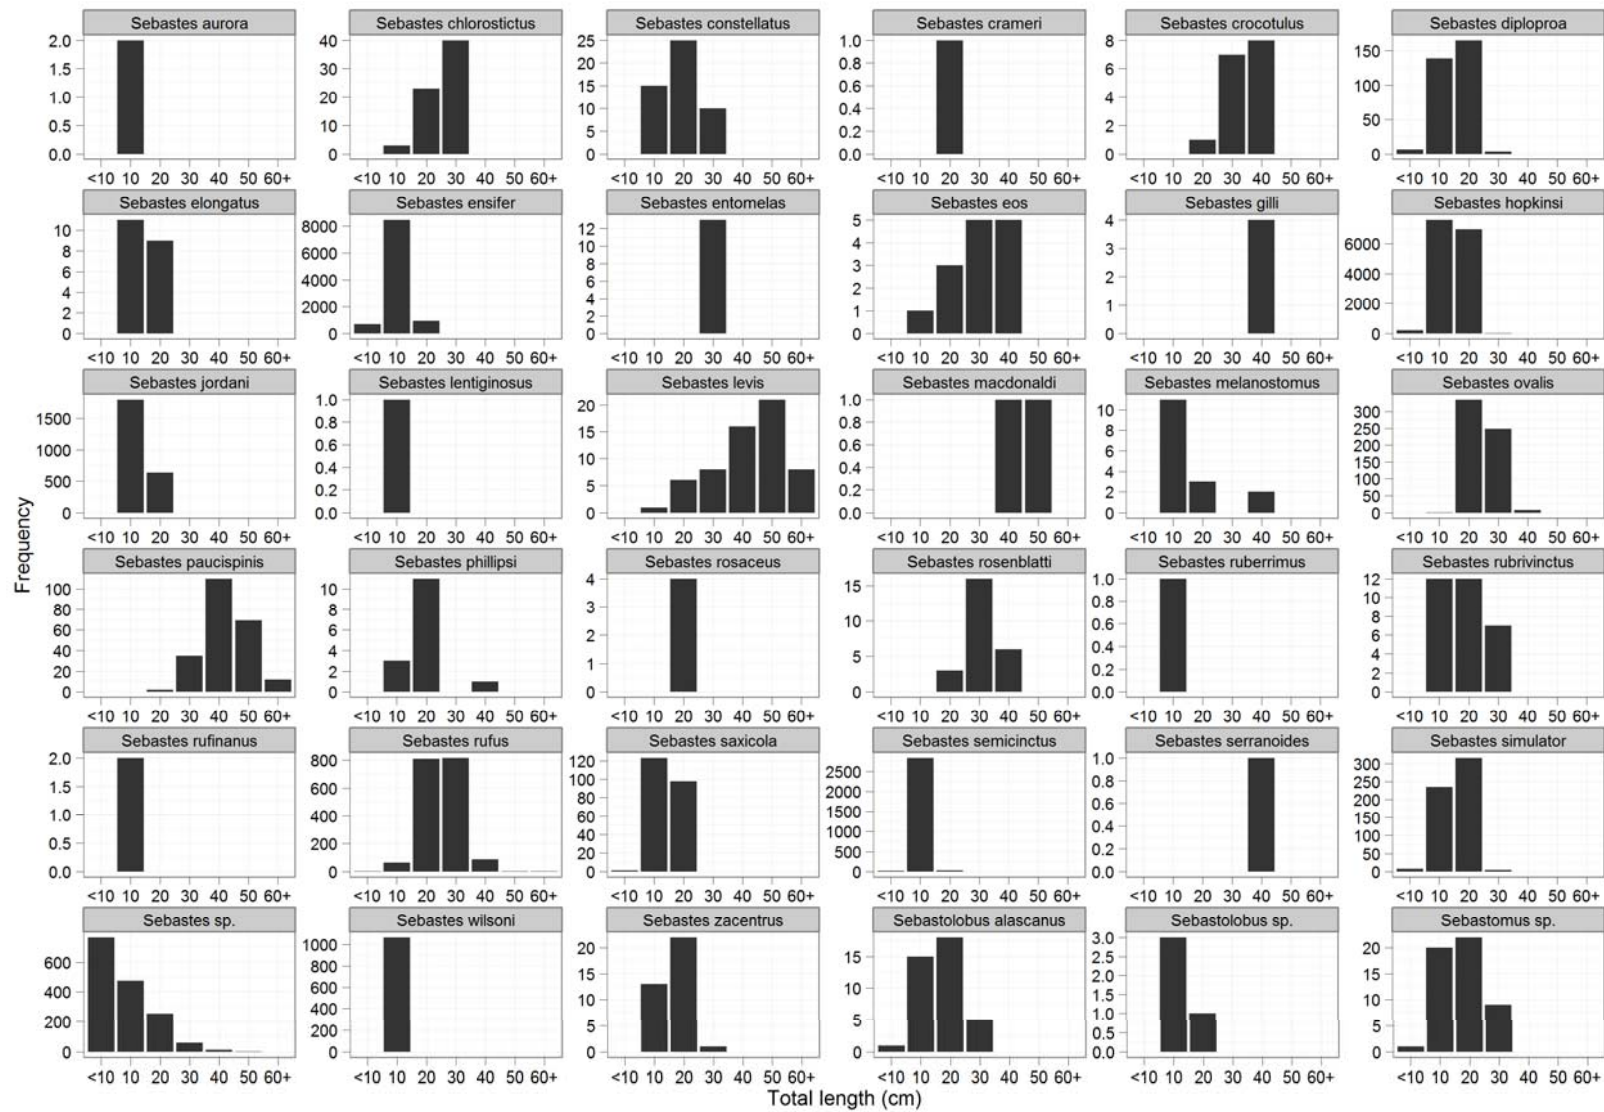 Frequency
Sebastes aurora
2.0
1.5
1.0
0.5
0.0
<10 10 20 30 40 50 60+
Sebastes chlorostictus
40
30
20
10
0
<10 10 20 30 40 50 60+
Sebastes constellatus
25
20
15
10
5
0
<10 10 20 30 40 50 60+
Sebastes crameri
1.0
0.8
0.6
0.4
0.2
0.0
<10 10 20 30 40 50 60+
Sebastes crocotulus
8
6
4
2
0
<10 10 20 30 40 50 60+
Sebastes diploproa
150
100
50
0
<10 10 20 30 40 50 60+
Sebastes elongatus
10
8
6
4
2
0
<10 10 20 30 40 50 60+
Sebastes ensifer
8000
6000
4000
2000
0
<10 10 20 30 40 50 60+
Sebastes entomelas
12
10
8
6
4
2
0
<10 10 20 30 40 50 60+
Sebastes eos
5
4
3
2
1
0
<10 10 20 30 40 50 60+
Sebastes gilli
4
3
2
1
0
<10 10 20 30 40 50 60+
Sebastes hopkinsi
6000
4000
2000
0
<10 10 20 30 40 50 60+
Sebastes jordani
1500
1000
500
0
<10 10 20 30 40 50 60+
Sebastes lentiginosus
1.0
0.8
0.6
0.4
0.2
0.0
<10 10 20 30 40 50 60+
Sebastes levis
20
15
10
5
0
<10 10 20 30 40 50 60+
Sebastes macdonaldi
1.0
0.8
0.6
0.4
0.2
0.0
<10 10 20 30 40 50 60+
Sebastes melanostomus
10
8
6
4
2
0
<10 10 20 30 40 50 60+
Sebastes ovalis
300
250
200
150
100
50
0
<10 10 20 30 40 50 60+
Sebastes paucispinis
100
80
60
40
20
0
<10 10 20 30 40 50 60+
Sebastes phillipsi
10
8
6
4
2
0
<10 10 20 30 40 50 60+
Sebastes rosaceus
4
3
2
1
0
<10 10 20 30 40 50 60+
Sebastes rosenblatti
15
10
5
0
<10 10 20 30 40 50 60+
Sebastes ruberrimus
1.0
0.8
0.6
0.4
0.2
0.0
<10 10 20 30 40 50 60+
Sebastes rubrivinctus
12
10
8
6
4
2
0
<10 10 20 30 40 50 60+
Sebastes rufinanus
2.0
1.5
1.0
0.5
0.0
<10 10 20 30 40 50 60+
Sebastes rufus
800
600
400
200
0
<10 10 20 30 40 50 60+
Sebastes saxicola
120
100
80
60
40
20
0
<10 10 20 30 40 50 60+
Sebastes semicinctus
2500
2000
1500
1000
500
0
<10 10 20 30 40 50 60+
Sebastes serranoides
1.0
0.8
0.6
0.4
0.2
0.0
<10 10 20 30 40 50 60+
Sebastes simulator
300
250
200
150
100
50
0
<10 10 20 30 40 50 60+
Sebastes sp.
600
400
200
0
<10 10 20 30 40 50 60+
Sebastes wilsoni
1000
800
600
400
200
0
<10 10 20 30 40 50 60+
Sebastes zacentrus
20
15
10
5
0
<10 10 20 30 40 50 60+
Sebastolobus alascanus
15
10
5
0
<10 10 20 30 40 50 60+
Sebastolobus sp.
3.0
2.5
2.0
1.5
1.0
0.5
0.0
<10 10 20 30 40 50 60+
Sebastomus sp.
20
15
10
5
0
<10 10 20 30 40 50 60+
Total length (cm)